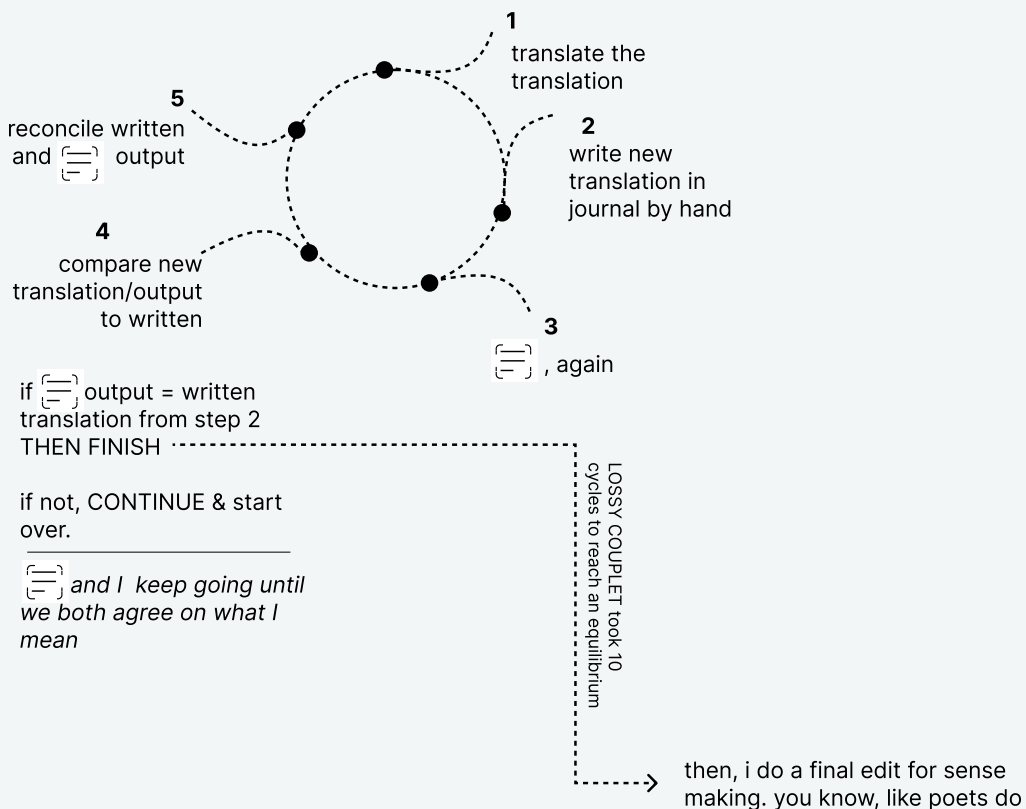 1
translate the
translation
2
write new
translation in
journal by hand
3
, again
4
compare new
translation/output
to written
5
reconcile written
and output
if output = written
translation from step 2
THEN FINISH
if not, CONTINUE & start
over.
and I keep going until
we both agree on what I
mean
LOSSY COUPLET took 10
cycles to reach an equilibrium
then, i do a final edit for sense
making. you know, like poets do